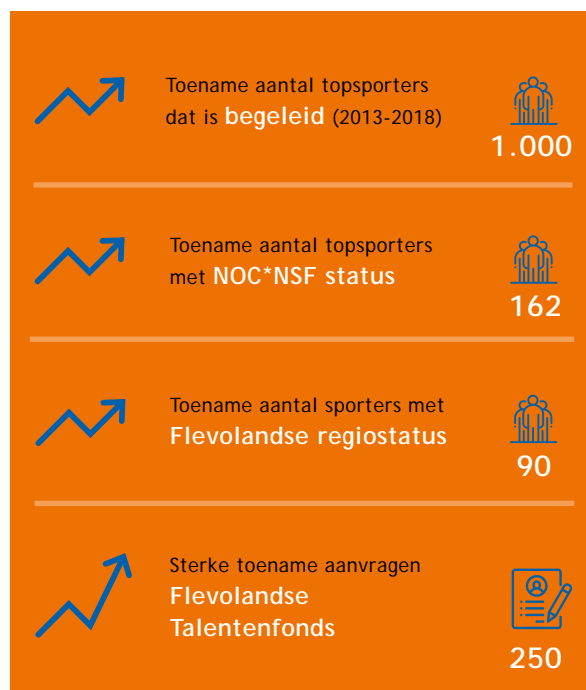 Toename aantal topsporters
dat is begeleid (2013-2018)
1.000
Toename aantal topsporters
met NOC*NSF status
162
Toename aantal sporters met
Flevolandse regiostatus
90
Sterke toename aanvragen
Flevolandse
Talentenfonds
250